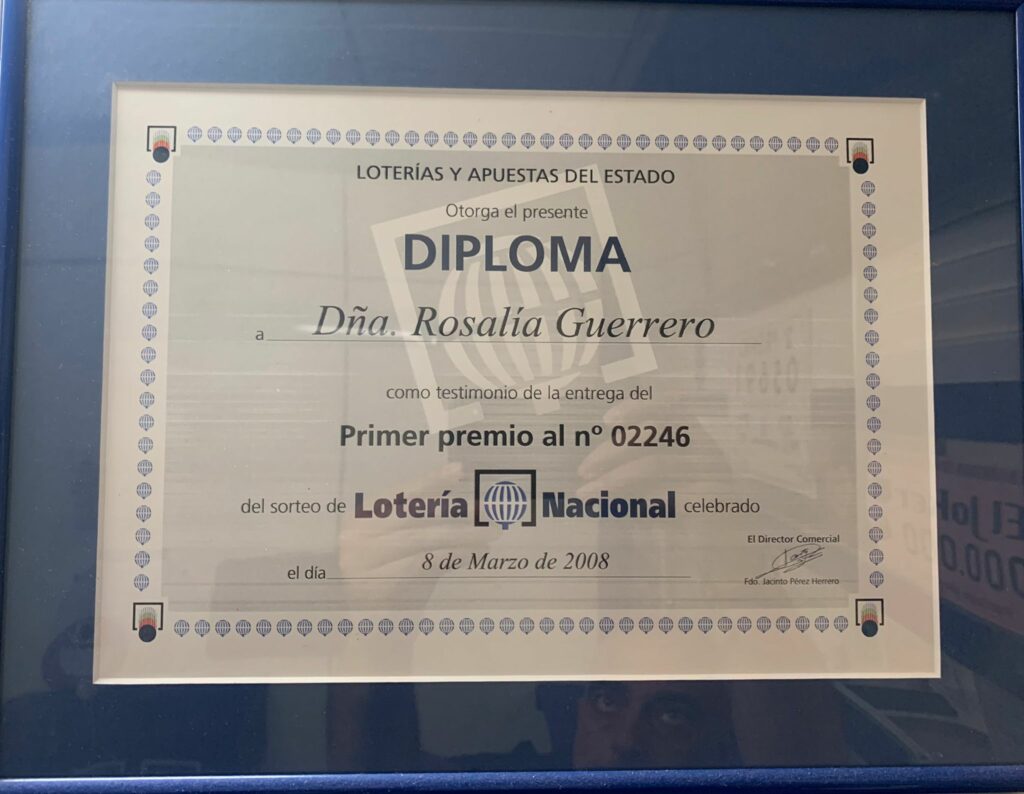 LOTERÍAS Y APUESTAS DEL ESTADO
Otorga el presente
DIPLOMA
a Dña. Rosalía Guerrero
como testimonio de la entrega del
Primer premio al nº 02246
del sorteo de Lotería Nacional celebrado
el día 8 de Marzo de 2008
El Director Comercial
Fdo. Jacinto Pérez Herrero